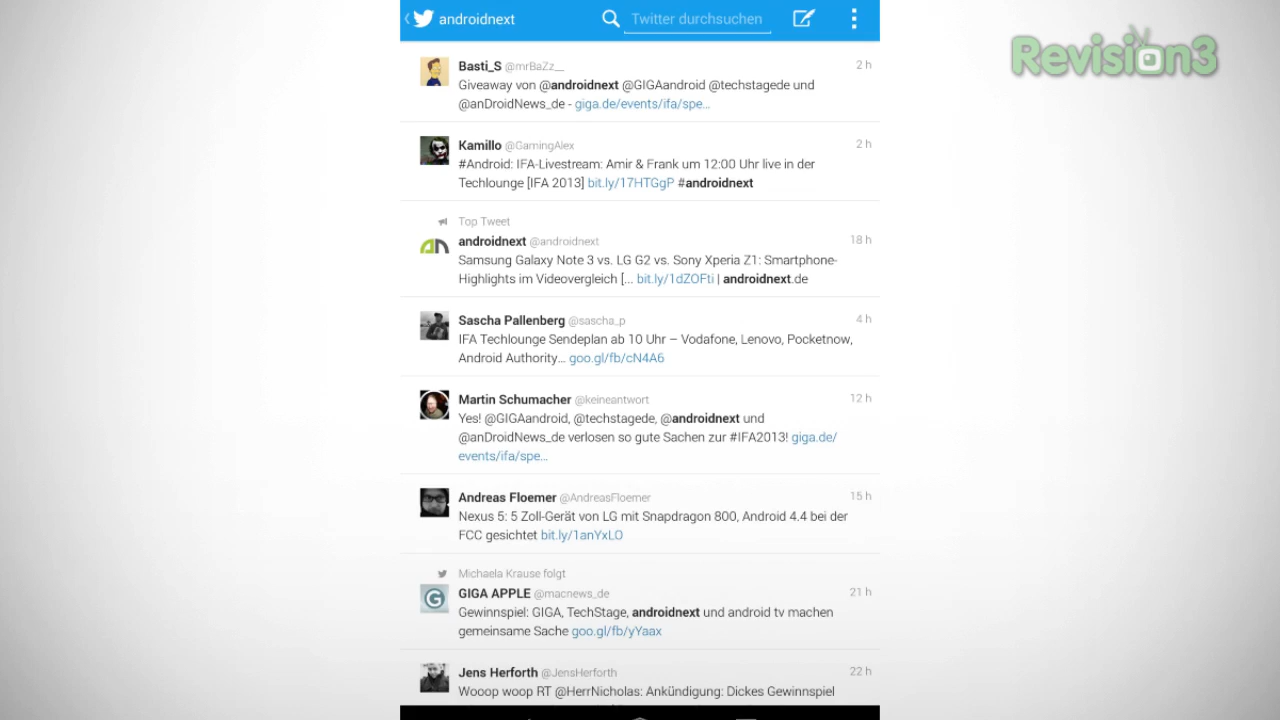 androidnext
Twitter durchsuchen
Revision3
Basti_S @mrBaZz__ 2 h
Giveaway von @androidnext @GIGAandroid @techstagede und
@anDroidNews_de - giga.de/events/ifa/spe…
Kamillo @GamingAlex 2 h
#Android: IFA-Livestream: Amir & Frank um 12:00 Uhr live in der
Techlounge [IFA 2013] bit.ly/17HTGgP #androidnext
Top Tweet
androidnext @androidnext 18 h
Samsung Galaxy Note 3 vs. LG G2 vs. Sony Xperia Z1: Smartphone-
Highlights im Videovergleich [... bit.ly/1dZOFti | androidnext.de
Sascha Pallenberg @sascha_p 4 h
IFA Techlounge Sendeplan ab 10 Uhr – Vodafone, Lenovo, Pocketnow,
Android Authority… goo.gl/fb/cN4A6
Martin Schumacher @keineantwort 12 h
Yes! @GIGAandroid, @techstagede, @androidnext und
@anDroidNews_de verlosen so gute Sachen zur #IFA2013! giga.de/
events/ifa/spe…
Andreas Floemer @AndreasFloemer 15 h
Nexus 5: 5 Zoll-Gerät von LG mit Snapdragon 800, Android 4.4 bei der
FCC gesichtet bit.ly/1anYxLO
Michaela Krause folgt
GIGA APPLE @macnews_de 21 h
Gewinnspiel: GIGA, TechStage, androidnext und android tv machen
gemeinsame Sache goo.gl/fb/yYaax
Jens Herforth @JensHerforth 22 h
Wooop woop RT @HerrNicholas: Ankündigung: Dickes Gewinnspiel